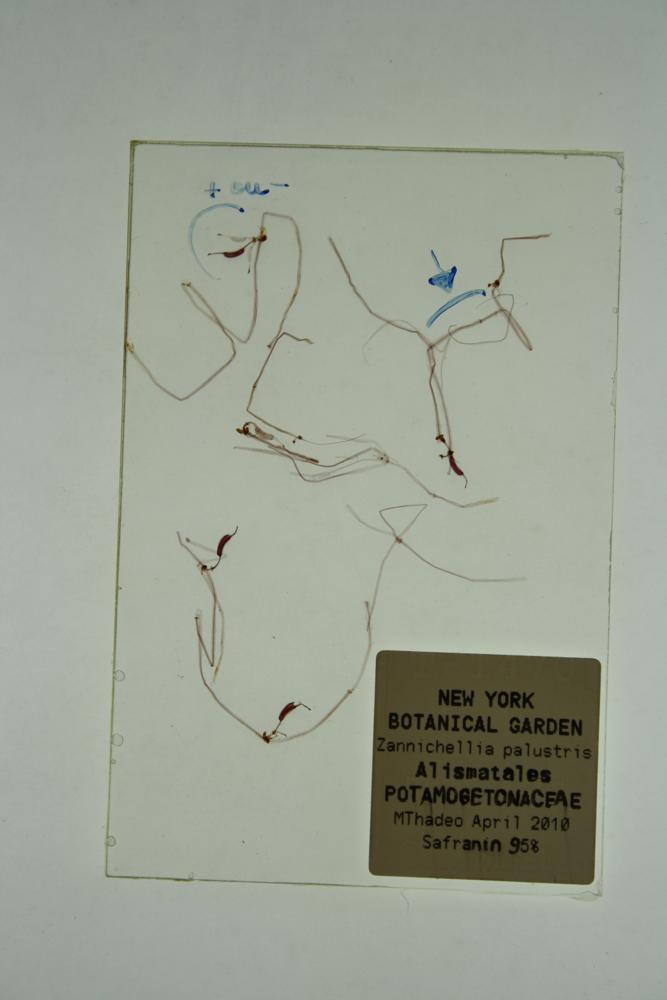 NEW YORK
BOTANICAL GARDEN
Zannichellia palustris
Alismatales
POTAMOGETONACEAE
MThadeo April 2010
Safranin 95%